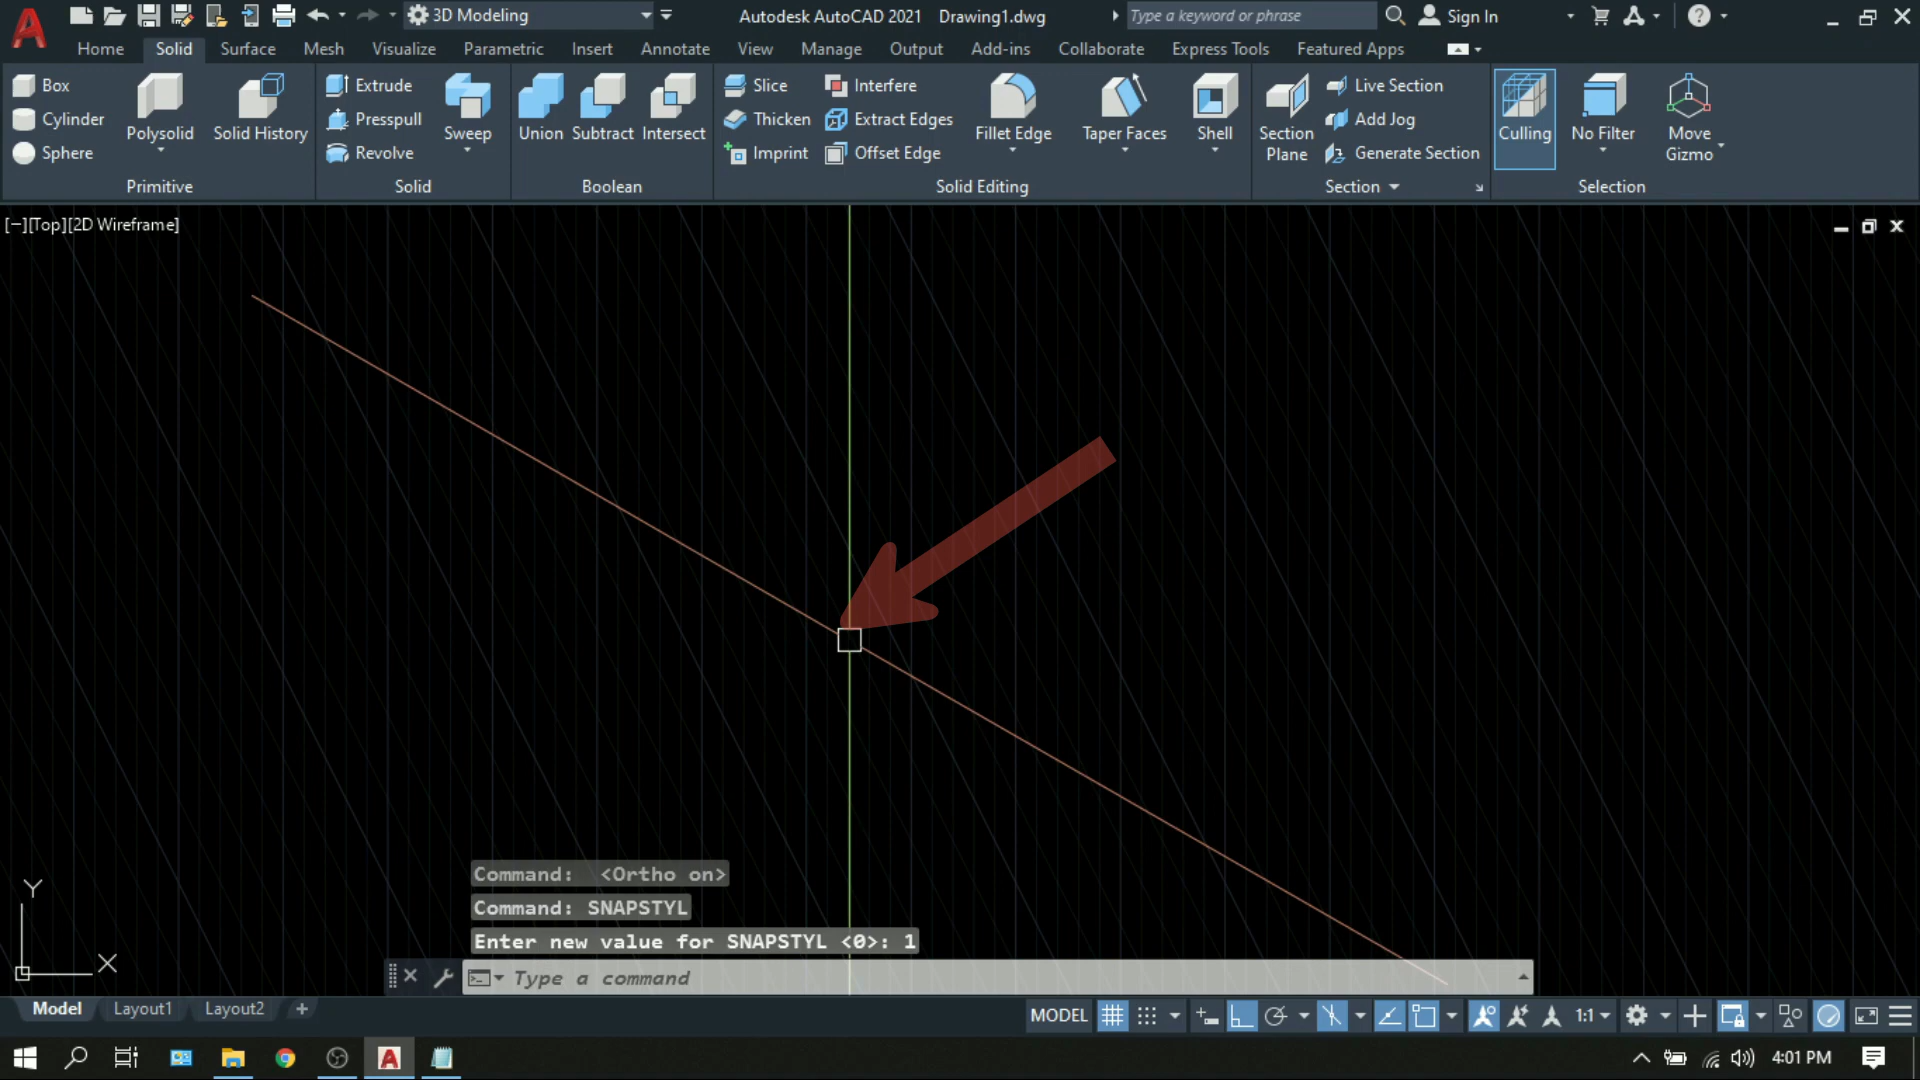 3D Modeling
Autodesk AutoCAD 2021 Drawing1.dwg
Type a keyword or phrase
Sign In
Home Solid Surface Mesh Visualize Parametric Insert Annotate View Manage Output Add-ins Collaborate Express Tools Featured Apps
Box
Cylinder
Sphere
Polysolid
Solid History
Primitive
Extrude
Presspull
Revolve
Sweep
Solid
Union
Subtract
Intersect
Boolean
Slice
Thicken
Imprint
Interfere
Extract Edges
Offset Edge
Fillet Edge
Taper Faces
Shell
Solid Editing
Section
Plane
Live Section
Add Jog
Generate Section
Section
Culling
No Filter
Move
Gizmo
Selection
[−][Top][2D Wireframe]
Y
X
Command: <Ortho on>
Command: SNAPSTYL
Enter new value for SNAPSTYL <0>: 1
Type a command
Model Layout1 Layout2 +
MODEL
1:1
4:01 PM